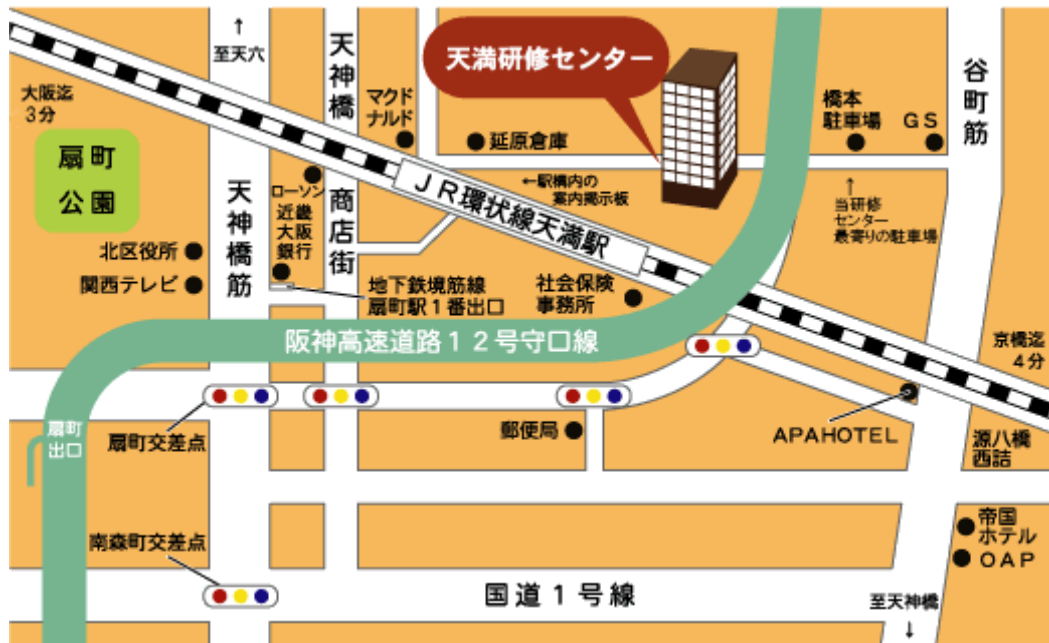 ↑
至天六
天神橋
天満研修センター
谷町筋
大阪迄
3分
マクド
ナルド
延原倉庫
橋本
駐車場
GS
扇町
公園
ローソン
JR環状線天満駅
←駅構内の
案内掲示板
↑
当研修
センター
最寄りの駐車場
天神橋筋
近畿
大阪
銀行
商店街
北区役所
関西テレビ
地下鉄境筋線
扇町駅1番出口
社会保険
事務所
阪神高速道路12号守口線
京橋迄
4分
扇町
出口
扇町交差点
郵便局
APAHOTEL
源八橋
西詰
帝国
ホテル
OAP
南森町交差点
国道1号線
至天神橋
↓